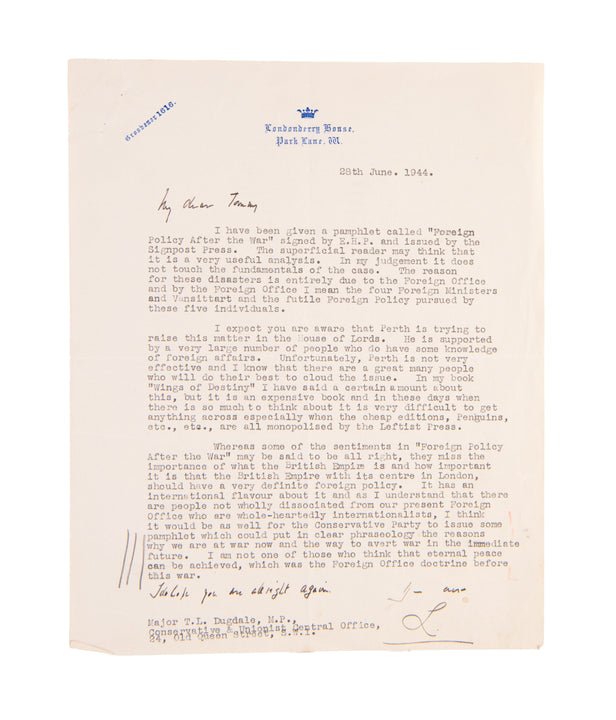 Grosvenor 1616.
Londonderry House,
Park Lane, W.
28th June. 1944.
My dear Tommy
I have been given a pamphlet called "Foreign
Policy After the War" signed by E.H.P. and issued by the
Signpost Press. The superficial reader may think that
it is a very useful analysis. In my judgement it does
not touch the fundamentals of the case. The reason
for these disasters is entirely due to the Foreign Office
and by the Foreign Office I mean the four Foreign Ministers
and Vansittart and the futile Foreign Policy pursued by
these five individuals.
I expect you are aware that Perth is trying to
raise this matter in the House of Lords. He is supported
by a very large number of people who do have some knowledge
of foreign affairs. Unfortunately, Perth is not very
effective and I know that there are a great many people
who will do their best to cloud the issue. In my book
"Wings of Destiny" I have said a certain amount about
this, but it is an expensive book and in these days when
there is so much to think about it is very difficult to get
anything across especially when the cheap editions, Penguins,
etc., etc., are all monopolised by the Leftist Press.
Whereas some of the sentiments in "Foreign Policy
After the War" may be said to be all right, they miss the
importance of what the British Empire is and how important
it is that the British Empire with its centre in London,
should have a very definite foreign policy. It has an
international flavour about it and as I understand that there
are people not wholly dissociated from our present Foreign
Office who are whole-heartedly internationalists, I think
it would be as well for the Conservative Party to issue some
pamphlet which could put in clear phraseology the reasons
why we are at war now and the way to avert war in the immediate
future. I am not one of those who think that eternal peace
can be achieved, which was the Foreign Office doctrine before
this war.
I do hope you are alright again.
L.
Major T.L. Dugdale, M.P.,
Conservative & Unionist Central Office,
24, Old Queen Street, S.W.1.